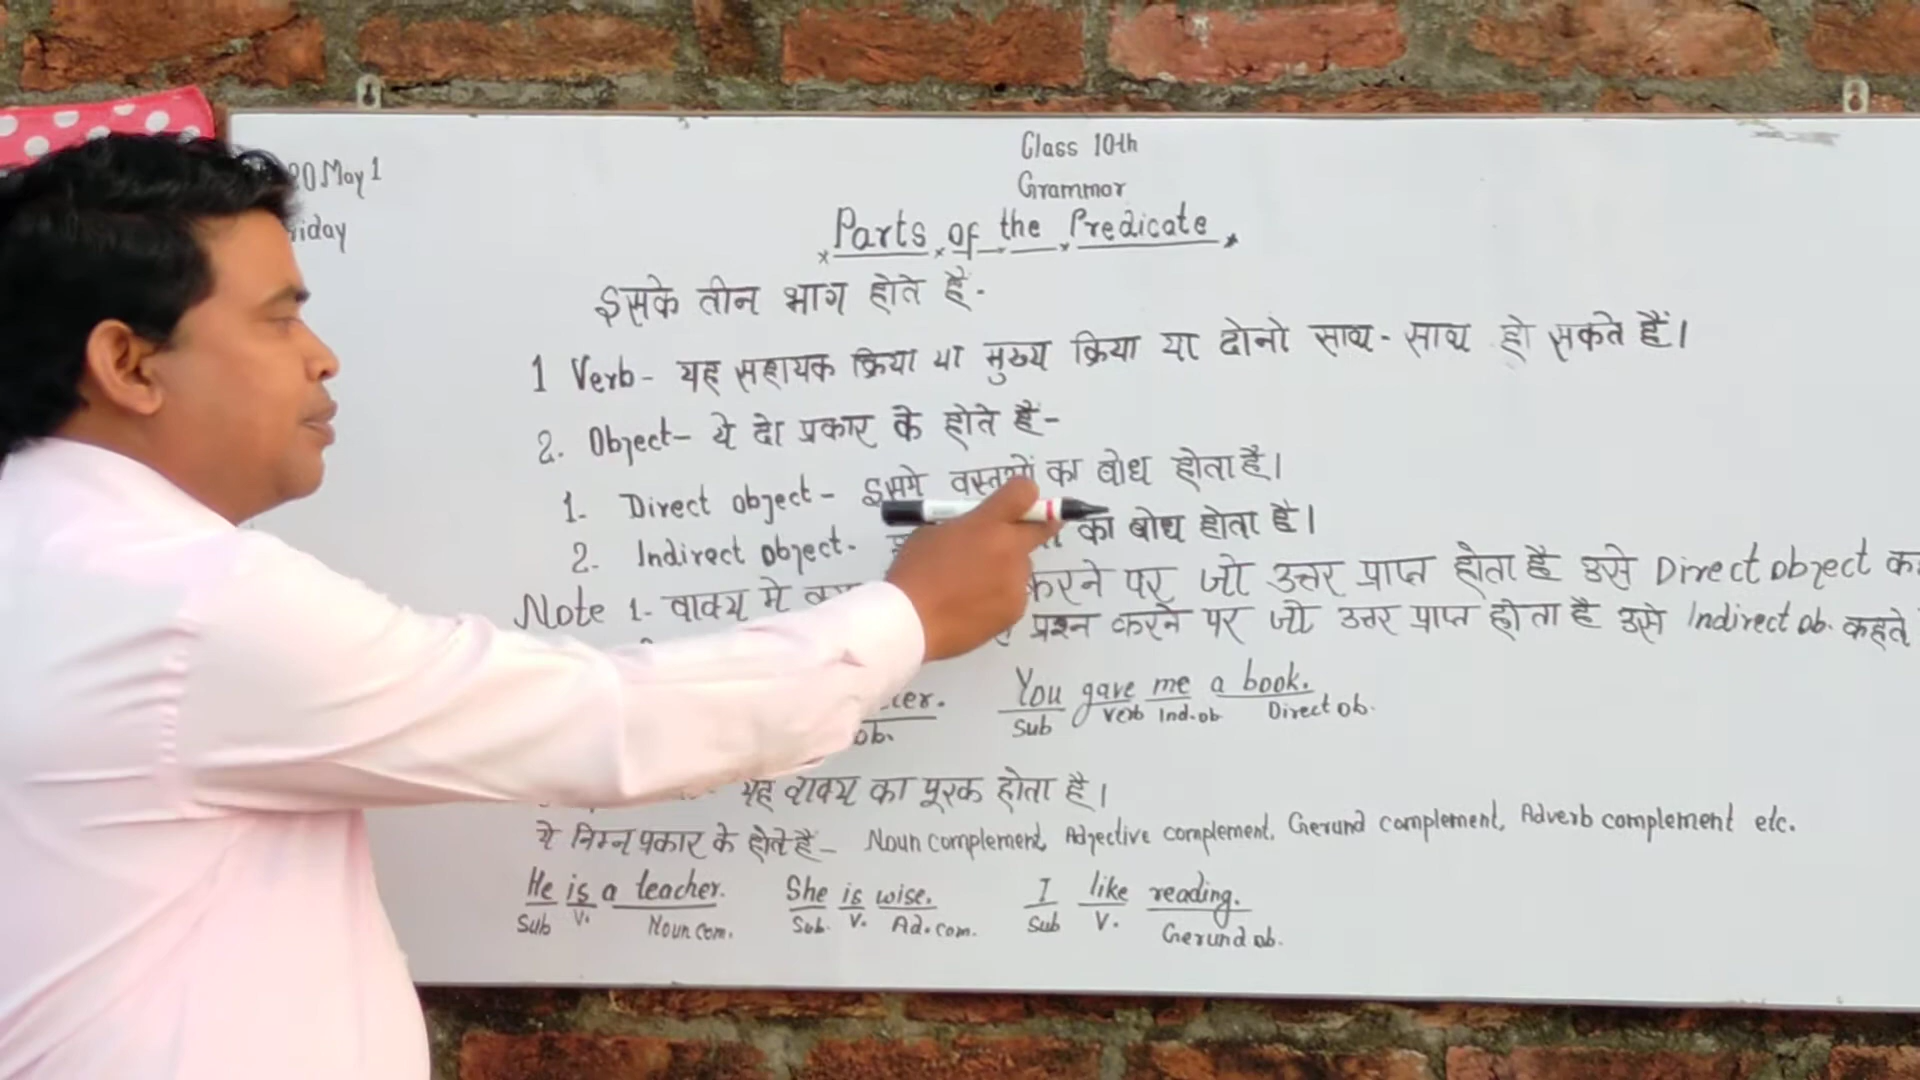 Class 10th
20 May 1
Grammar
Parts of the Predicate
इसके तीन भाग होते है-
1 Verb- यह सहायक क्रिया या मुख्य क्रिया या दोनो साथ-साथ हो सकते हैं।
2. Object- ये दो प्रकार के होते है-
1. Direct object- इसमे वस्तुओं का बोध होता है।
2. Indirect object- का बोध होता है।
Note 1- वाक्य मे करने पर जो उत्तर प्राप्त होता है उसे Direct object
प्रश्न करने पर जो उत्तर प्राप्त होता है उसे Indirect ob. कहते
You gave me a book.
ob. Sub Verb Ind.ob Direct ob.
यह वाक्य का पूरक होता है।
ये निम्न प्रकार के होते है- Noun complement, Adjective complement, Gerund complement, Adverb complement etc.
He is a teacher. She is wise. I like reading.
Sub V. Noun com. Sub. V. Ad.com. Sub V. Gerund ob.